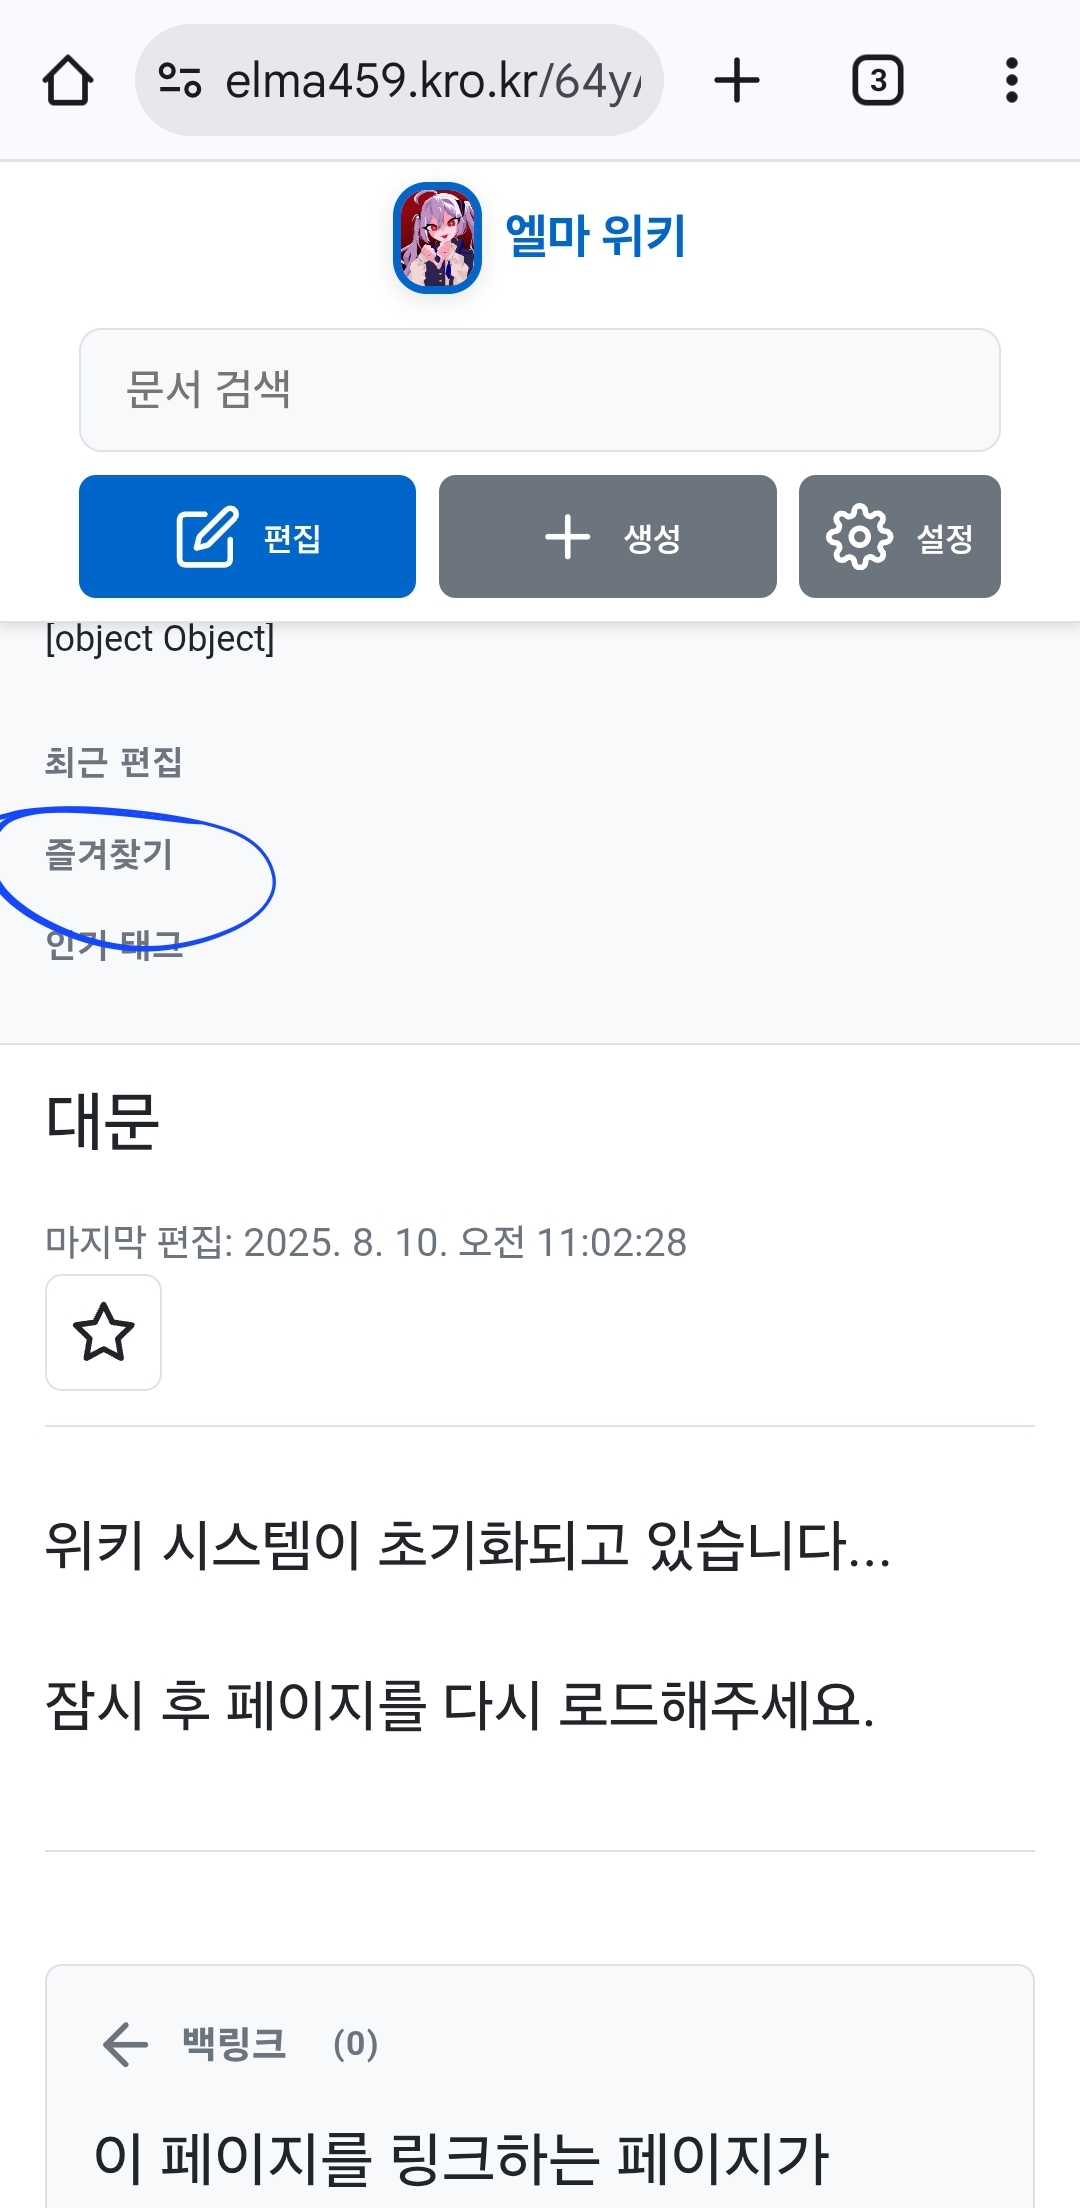 elma459.kro.kr/64y
3
엘마 위키
문서 검색
편집
생성
설정
[object Object]
최근 편집
즐겨찾기
인기 태그
대문
마지막 편집: 2025. 8. 10. 오전 11:02:28
위키 시스템이 초기화되고 있습니다...
잠시 후 페이지를 다시 로드해주세요.
백링크 (0)
이 페이지를 링크하는 페이지가